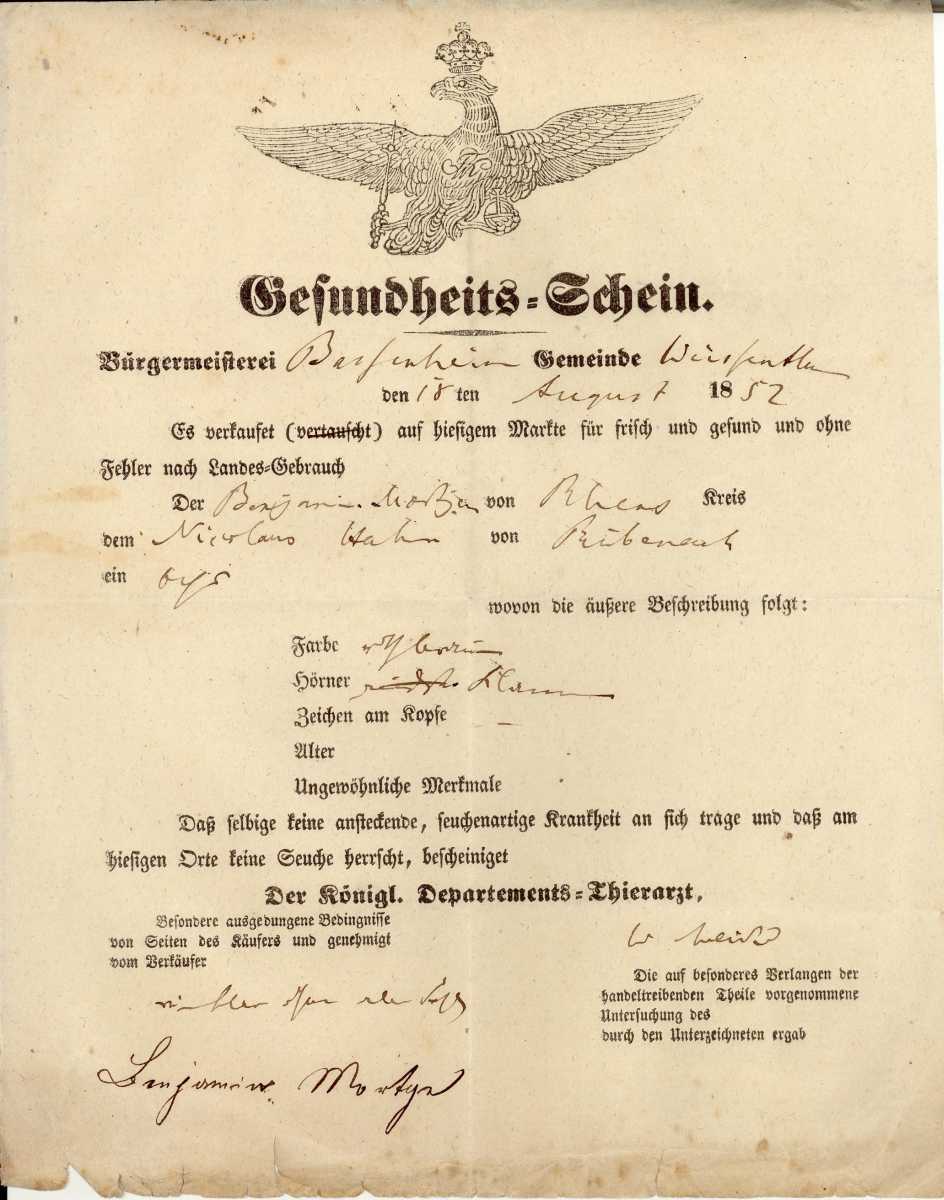 FR
Gesundheits=Schein.
Bürgermeisterei Bassenheim Gemeinde
den 18 ten August 1852
Es verkaufet (vertauscht) auf hiesigem Markte für frisch und gesund und ohne
Fehler nach Landes=Gebrauch
Der Benjamin von Rhens Kreis
dem Nicolaus Hahn von Rübenach
ein
wovon die äußere Beschreibung folgt:
Farbe rothbraun
Hörner
Zeichen am Kopfe —
Alter
Ungewöhnliche Merkmale
Daß selbige keine ansteckende, seuchenartige Krankheit an sich trage und daß am
hiesigen Orte keine Seuche herrscht, bescheiniget
Der Königl. Departements=Thierarzt,
Besondere ausgedungene Bedingnisse
von Seiten des Käufers und genehmigt
vom Verkäufer
Die auf besonderes Verlangen der
handeltreibenden Theile vorgenommene
Untersuchung des
durch den Unterzeichneten ergab
Benjamin